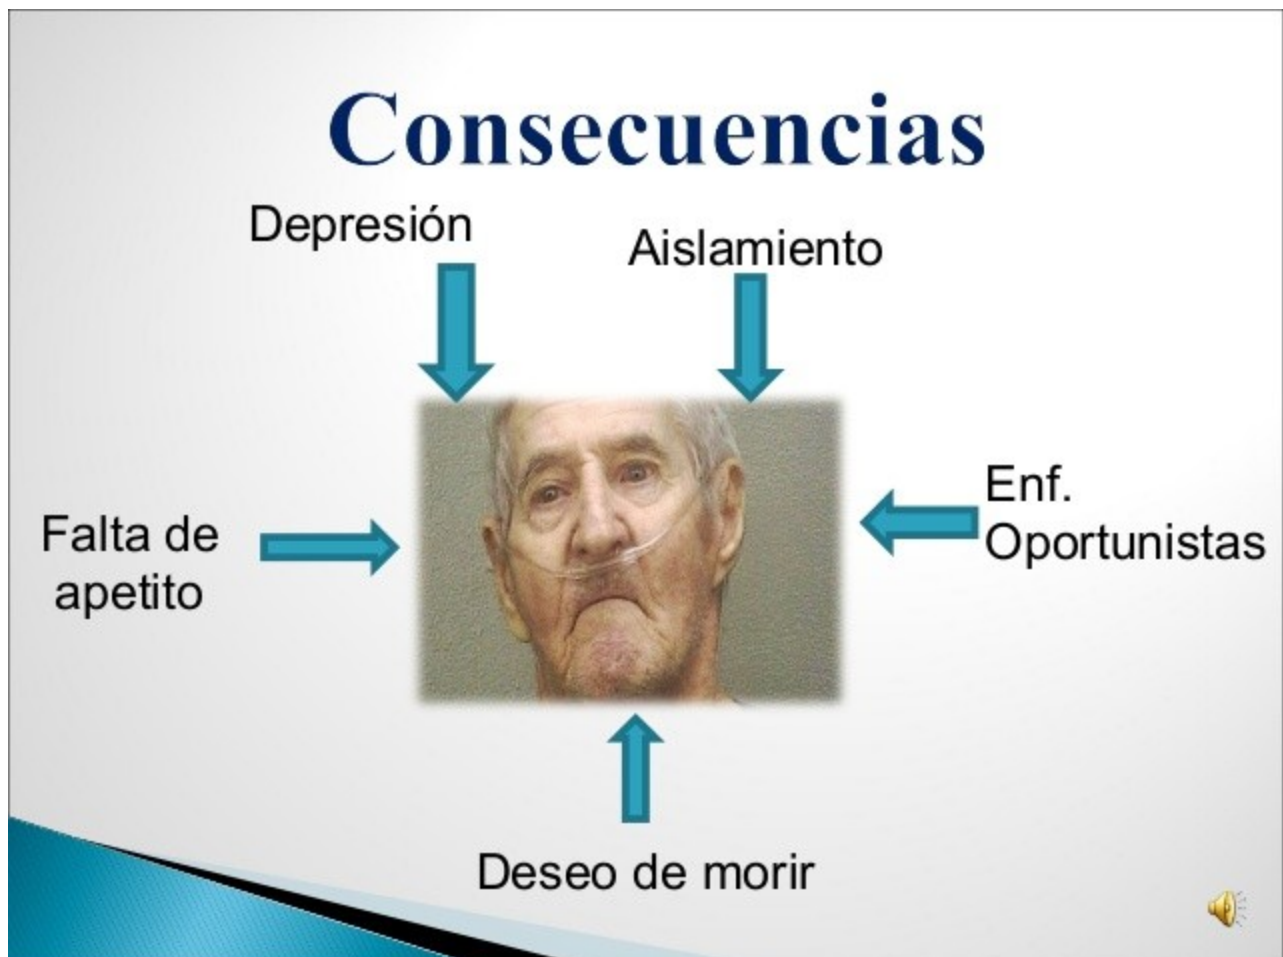 Consecuencias
Depresión
Aislamiento
Falta de
apetito
Enf.
Oportunistas
Deseo de morir